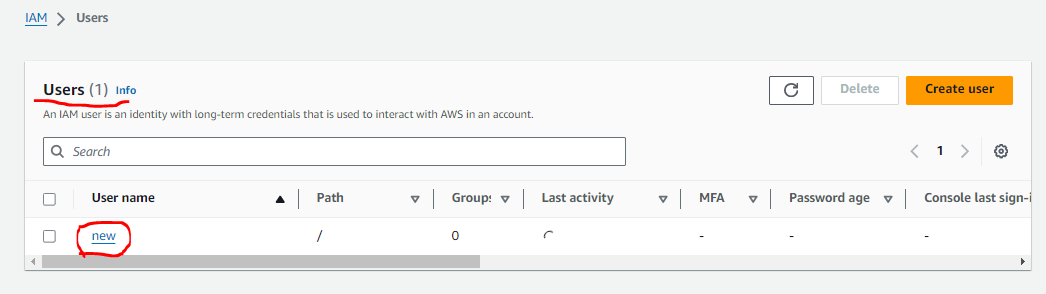 IAM > Users
Users (1) Info
Delete
Create user
An IAM user is an identity with long-term credentials that is used to interact with AWS in an account.
Search
1
User name Path Groups Last activity MFA Password age Console last sign-i
new / 0 - - -